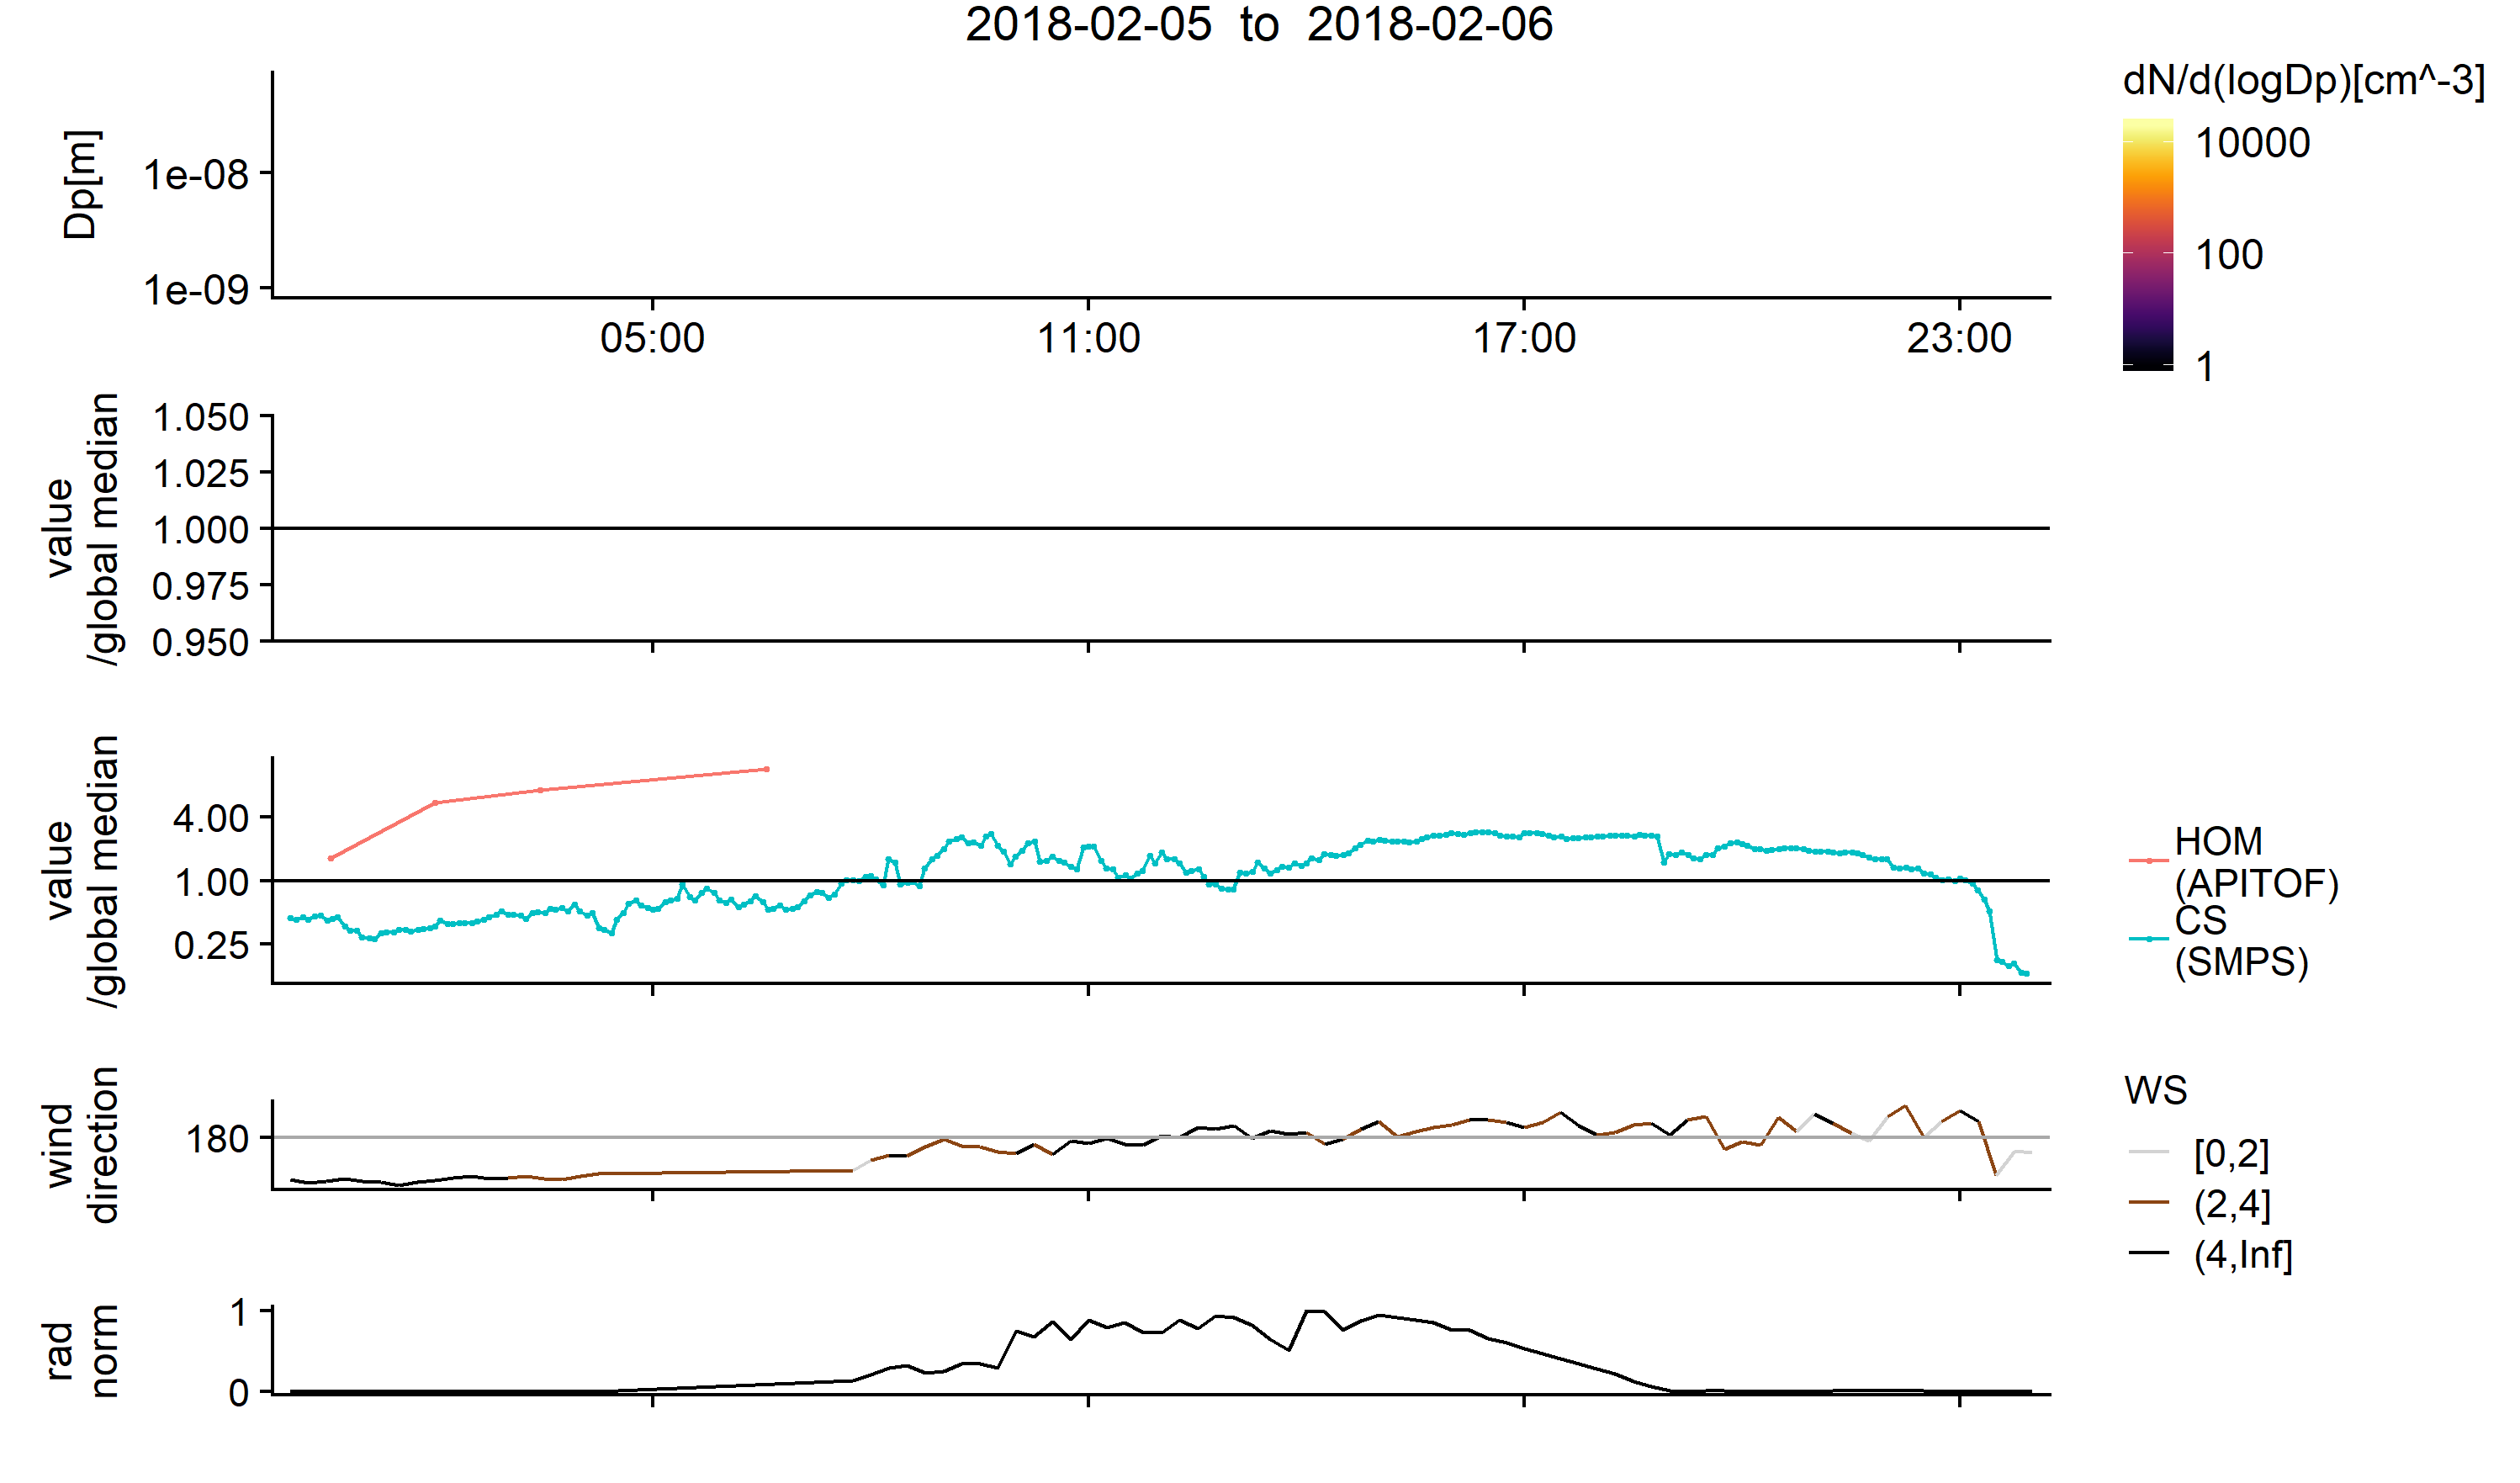 2018-02-05  to  2018-02-06
Dp[m]
1e-08
1e-09
05:00
11:00
17:00
23:00
dN/d(logDp)[cm^-3]
10000
100
1
value
/global median
1.050
1.025
1.000
0.975
0.950
value
/global median
4.00
1.00
0.25
HOM
(APITOF)
CS
(SMPS)
wind
direction
180
WS
[0,2]
(2,4]
(4,Inf]
rad
norm
1
0